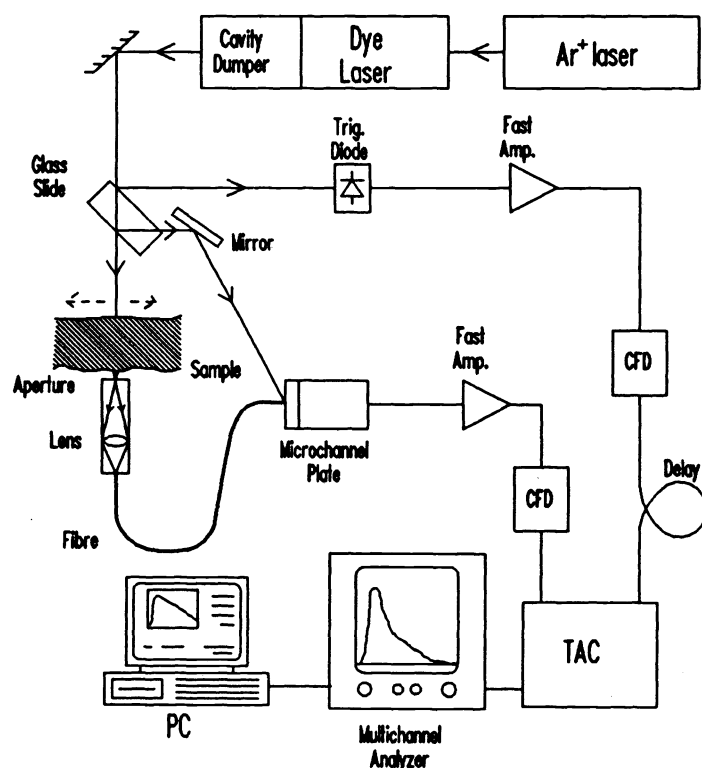 Cavity
Dumper
Dye
Laser
Ar+ laser
Trig.
Diode
Fast
Amp.
Glass
Slide
Mirror
Fast
Amp.
CFD
Sample
Aperture
Lens
Microchannel
Plate
CFD
Delay
Fibre
TAC
PC
Multichannel
Analyzer